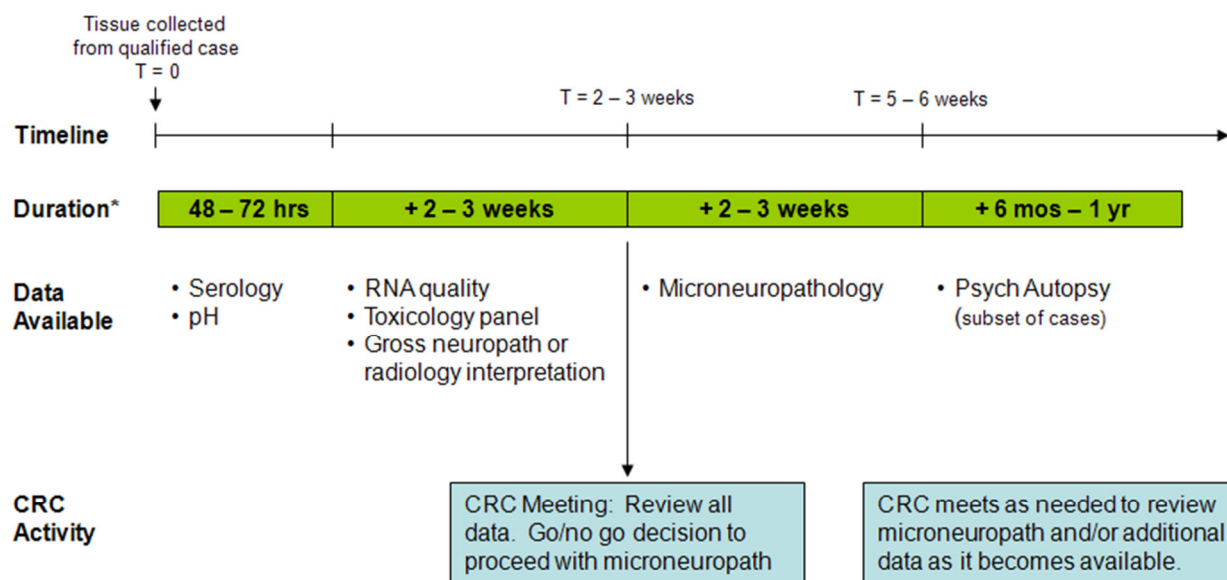 Tissue collected
from qualified case
T = 0
T = 2 – 3 weeks
T = 5 – 6 weeks
Timeline
Duration*
48 – 72 hrs
+ 2 – 3 weeks
+ 2 – 3 weeks
+ 6 mos – 1 yr
Data
Available
• Serology
• pH
• RNA quality
• Toxicology panel
• Gross neuropath or
radiology interpretation
• Microneuropathology
• Psych Autopsy
(subset of cases)
CRC
Activity
CRC Meeting: Review all
data. Go/no go decision to
proceed with microneuropath
CRC meets as needed to review
microneuropath and/or additional
data as it becomes available.